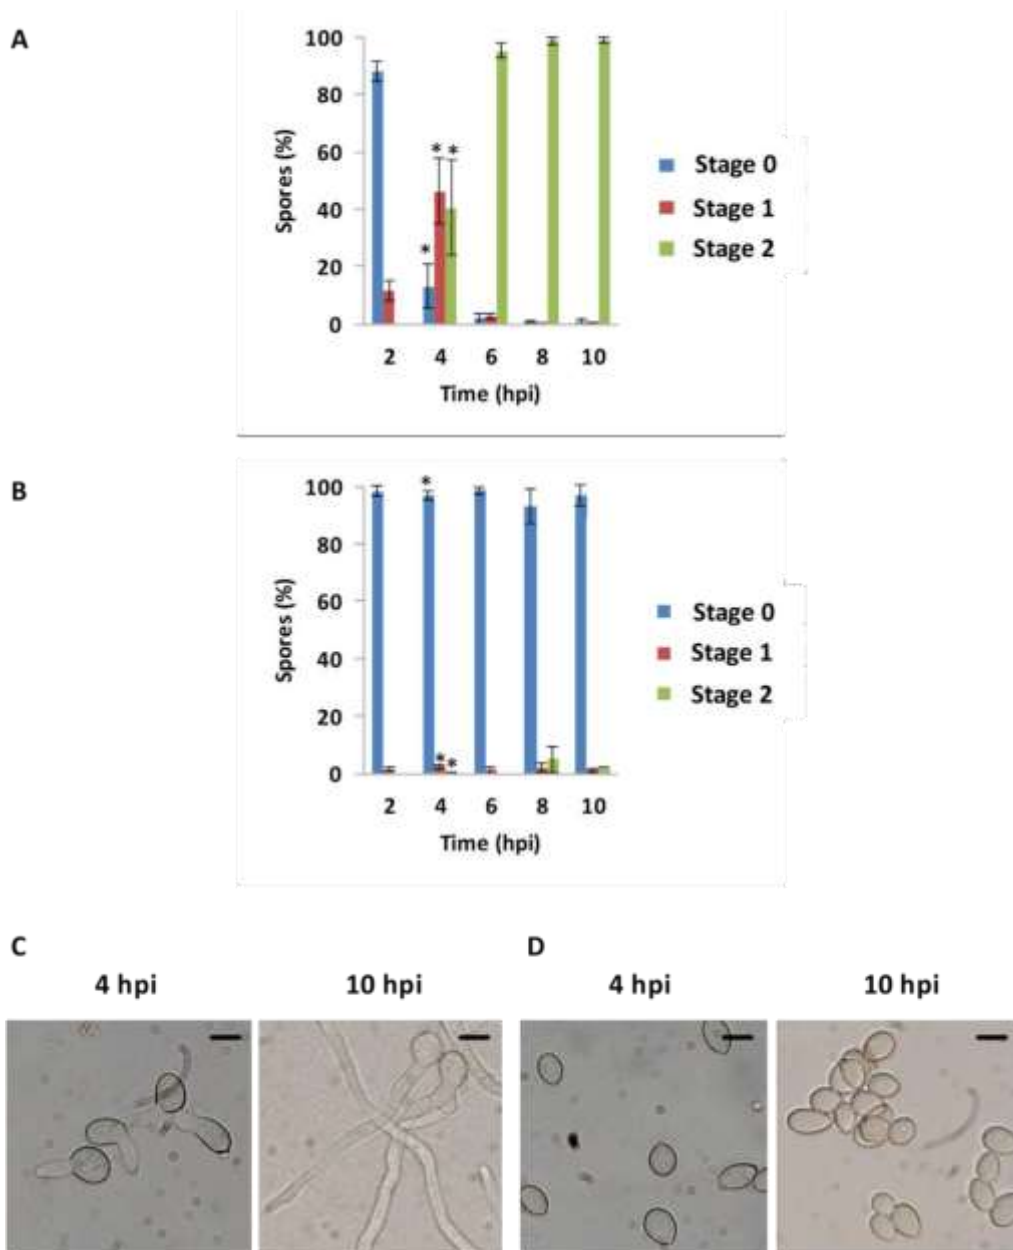 A
100
80
60
40
20
0
Spores (%)
* * *
2 4 6 8 10
Time (hpi)
Stage 0
Stage 1
Stage 2
B
100
80
60
40
20
0
Spores (%)
* * *
2 4 6 8 10
Time (hpi)
Stage 0
Stage 1
Stage 2
C D
4 hpi 10 hpi 4 hpi 10 hpi